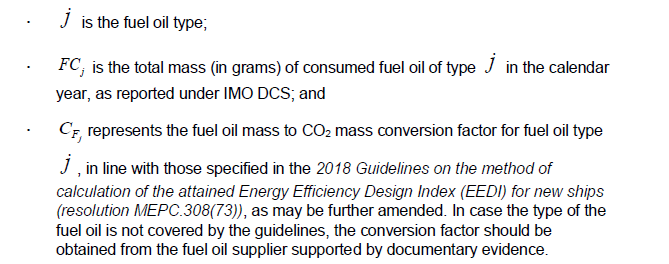 · j is the fuel oil type;
· FCj is the total mass (in grams) of consumed fuel oil of type j in the calendar
year, as reported under IMO DCS; and
· CFj represents the fuel oil mass to CO₂ mass conversion factor for fuel oil type
j , in line with those specified in the 2018 Guidelines on the method of
calculation of the attained Energy Efficiency Design Index (EEDI) for new ships
(resolution MEPC.308(73)), as may be further amended. In case the type of the
fuel oil is not covered by the guidelines, the conversion factor should be
obtained from the fuel oil supplier supported by documentary evidence.